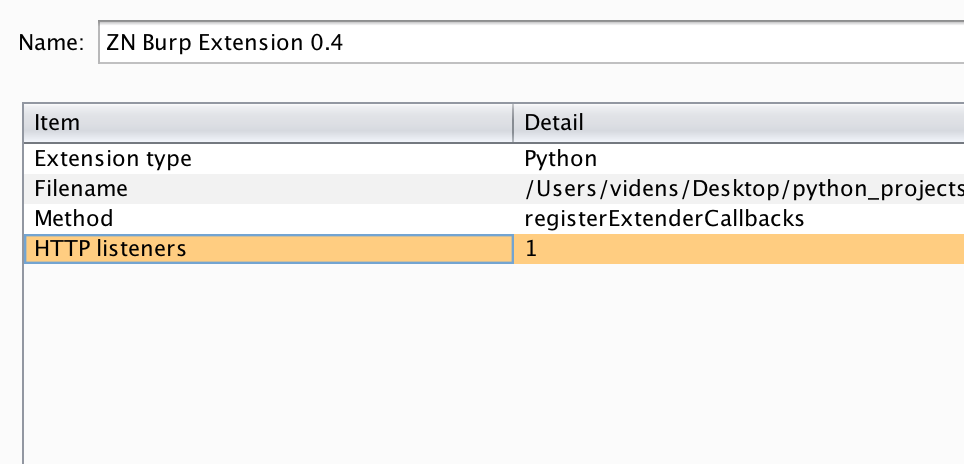 Name: ZN Burp Extension 0.4
Item Detail
Extension type Python
Filename /Users/videns/Desktop/python_projects
Method registerExtenderCallbacks
HTTP listeners 1